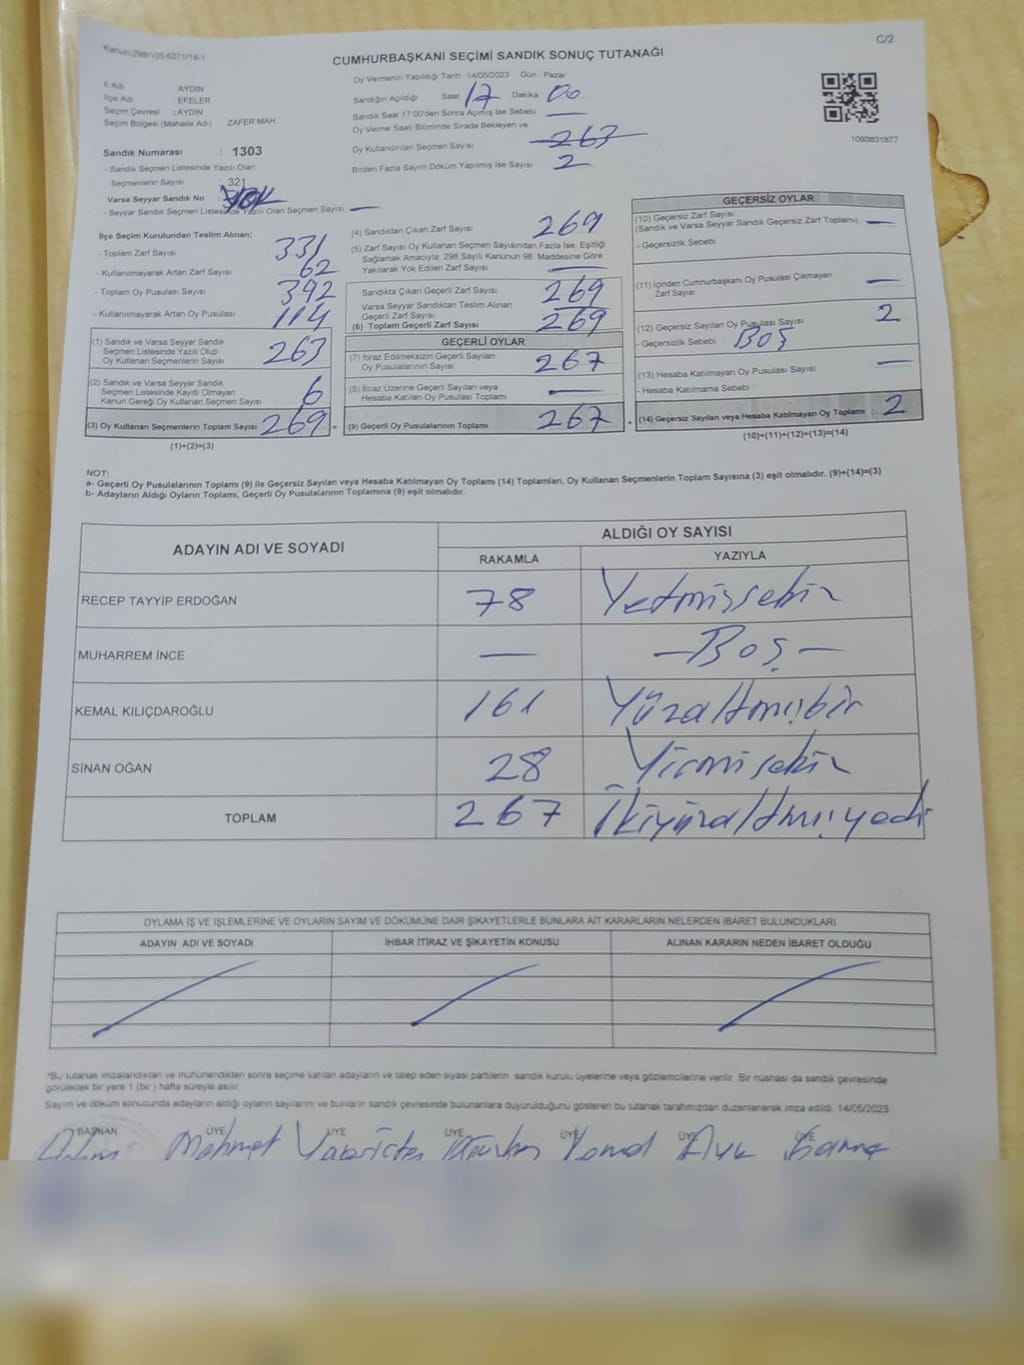 Kanun:298/105;6271/18-1
C/2
CUMHURBAŞKANI SEÇİMİ SANDIK SONUÇ TUTANAĞI
İl Adı AYDIN
İlçe Adı : EFELER
Seçim Çevresi : AYDIN
Seçim Bölgesi (Mahalle Adı) ZAFER MAH.
Sandık Numarası : 1303
- Sandık Seçmen Listesinde Yazılı Olan
Seçmenlerin Sayısı : 321
Varsa Seyyar Sandık No :
- Seyyar Sandık Seçmen Listesinde Yazılı Olan Seçmen Sayısı: —
Oy Vermenin Yapıldığı Tarih : 14/05/2023 Gün : Pazar
Sandığın Açıldığı Saat 17 Dakika 00
Sandık Saat 17:00'den Sonra Açılmış İse Sebebi —
Oy Verme Saati Bitiminde Sırada Bekleyen ve
Oy Kullandırılan Seçmen Sayısı 263
Birden Fazla Sayım Döküm Yapılmış İse Sayısı 2
1093831877
İlçe Seçim Kurulundan Teslim Alınan;
- Toplam Zarf Sayısı 331
- Kullanılmayarak Artan Zarf Sayısı 62
- Toplam Oy Pusulası Sayısı 392
- Kullanılmayarak Artan Oy Pusulası 114
(1) Sandık ve Varsa Seyyar Sandık
Seçmen Listesinde Yazılı Olup
Oy Kullanan Seçmenlerin Sayısı 263
(2) Sandık ve Varsa Seyyar Sandık
Seçmen Listesinde Kayıtlı Olmayan
Kanun Gereği Oy Kullanan Seçmen Sayısı 6
(3) Oy Kullanan Seçmenlerin Toplam Sayısı 269 =
(1)+(2)=(3)
(4) Sandıktan Çıkan Zarf Sayısı 269
(5) Zarf Sayısı Oy Kullanan Seçmen Sayısından Fazla İse, Eşitliği
Sağlamak Amacıyla; 298 Sayılı Kanunun 98. Maddesine Göre
Yakılarak Yok Edilen Zarf Sayısı —
Sandıkta Çıkan Geçerli Zarf Sayısı 269
Varsa Seyyar Sandıktan Teslim Alınan
Geçerli Zarf Sayısı —
(6) Toplam Geçerli Zarf Sayısı 269
GEÇERLİ OYLAR
(7) İtiraz Edilmeksizin Geçerli Sayılan
Oy Pusulasının Sayısı 267
(8) İtiraz Üzerine Geçerli Sayılan veya
Hesaba Katılan Oy Pusulası Toplamı —
(9) Geçerli Oy Pusulalarının Toplamı 267 +
GEÇERSİZ OYLAR
(10) Geçersiz Zarf Sayısı
(Sandık ve Varsa Seyyar Sandık Geçersiz Zarf Toplamı) —
- Geçersizlik Sebebi :
(11) İçinden Cumhurbaşkanı Oy Pusulası Çıkmayan
Zarf Sayısı —
(12) Geçersiz Sayılan Oy Pusulası Sayısı 2
- Geçersizlik Sebebi : BOŞ
(13) Hesaba Katılmayan Oy Pusulası Sayısı —
- Hesaba Katılmama Sebebi :
(14) Geçersiz Sayılan veya Hesaba Katılmayan Oy Toplamı : 2
(10)+(11)+(12)+(13)=(14)
NOT:
a- Geçerli Oy Pusulalarının Toplamı (9) ile Geçersiz Sayılan veya Hesaba Katılmayan Oy Toplamı (14) Toplamları, Oy Kullanan Seçmenlerin Toplam Sayısına (3) eşit olmalıdır. (9)+(14)=(3)
b- Adayların Aldığı Oyların Toplamı, Geçerli Oy Pusulalarının Toplamına (9) eşit olmalıdır.
ADAYIN ADI VE SOYADI ALDIĞI OY SAYISI
RAKAMLA YAZIYLA
RECEP TAYYİP ERDOĞAN 78 Yetmişsekiz
MUHARREM İNCE — —Boş—
KEMAL KILIÇDAROĞLU 161 Yüzaltmışbir
SİNAN OĞAN 28 Yirmisekiz
TOPLAM 267 İkiyüzaltmışyedi
OYLAMA İŞ VE İŞLEMLERİNE VE OYLARIN SAYIM VE DÖKÜMÜNE DAİR ŞİKAYETLERLE BUNLARA AİT KARARLARIN NELERDEN İBARET BULUNDUKLARI
ADAYIN ADI VE SOYADI İHBAR İTİRAZ VE ŞİKAYETİN KONUSU ALINAN KARARIN NEDEN İBARET OLDUĞU
"Bu tutanak imzalandıktan ve mühürlendikten sonra seçime katılan adayların ve talep eden siyasi partilerin sandık kurulu üyelerine veya gözlemcilerine verilir. Bir nüshası da sandık çevresinde
görülecek bir yere 1 (bir) hafta süreyle asılır.
Sayım ve döküm sonucunda adayların aldığı oyların sayılarını ve bunların sandık çevresinde bulunanlara duyurulduğunu gösteren bu tutanak tarafımızdan düzenlenerek imza edildi. 14/05/2023
BAŞKAN ÜYE ÜYE ÜYE ÜYE ÜYE ÜYE
Mehmet